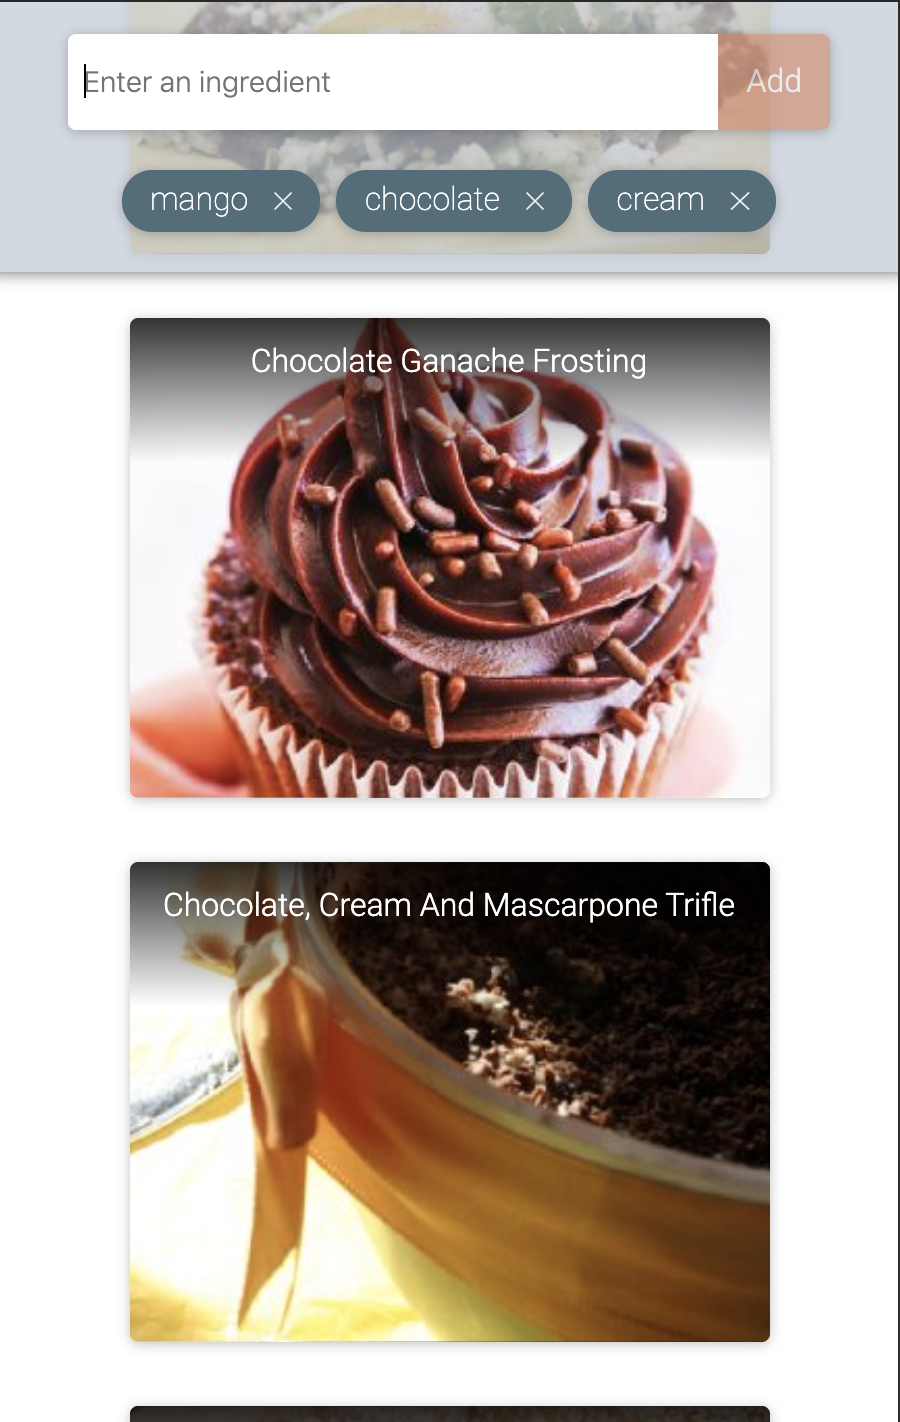 Enter an ingredient
Add
mango
chocolate
cream
Chocolate Ganache Frosting
Chocolate, Cream And Mascarpone Trifle